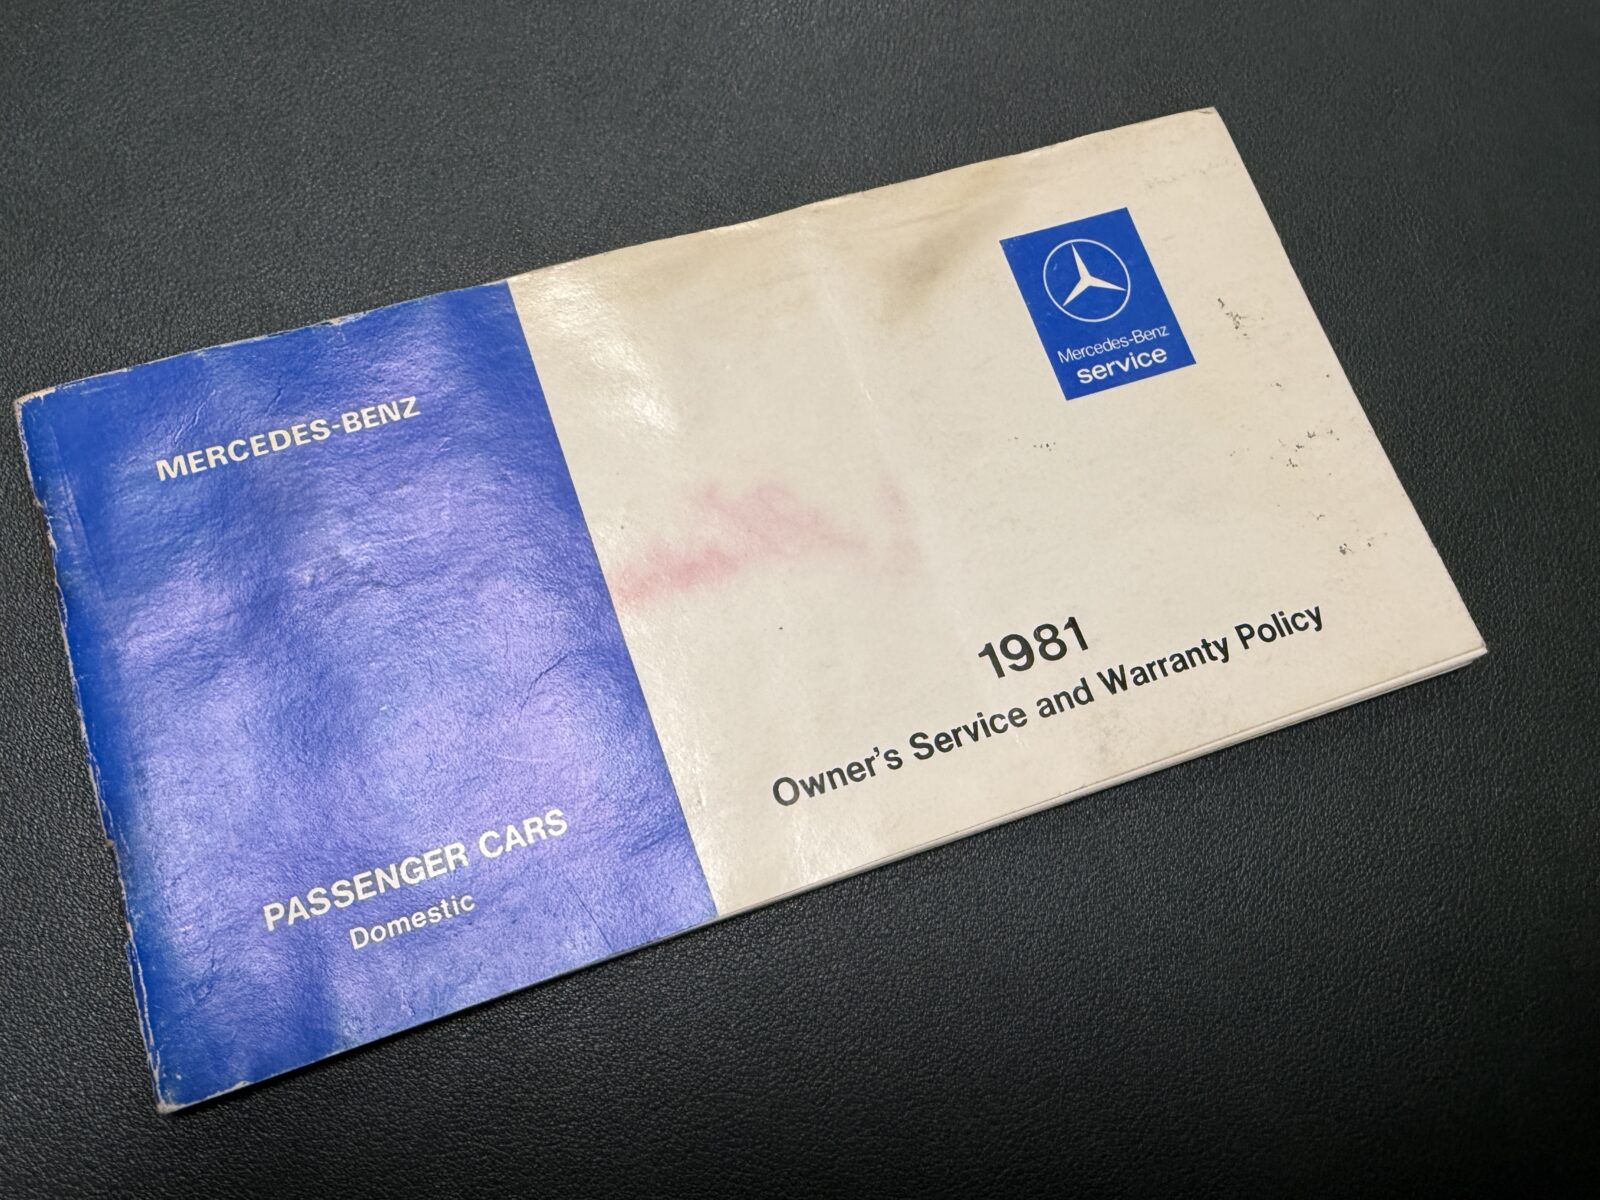 MERCEDES-BENZ
PASSENGER CARS
Domestic
Mercedes-Benz
service
1981
Owner's Service and Warranty Policy